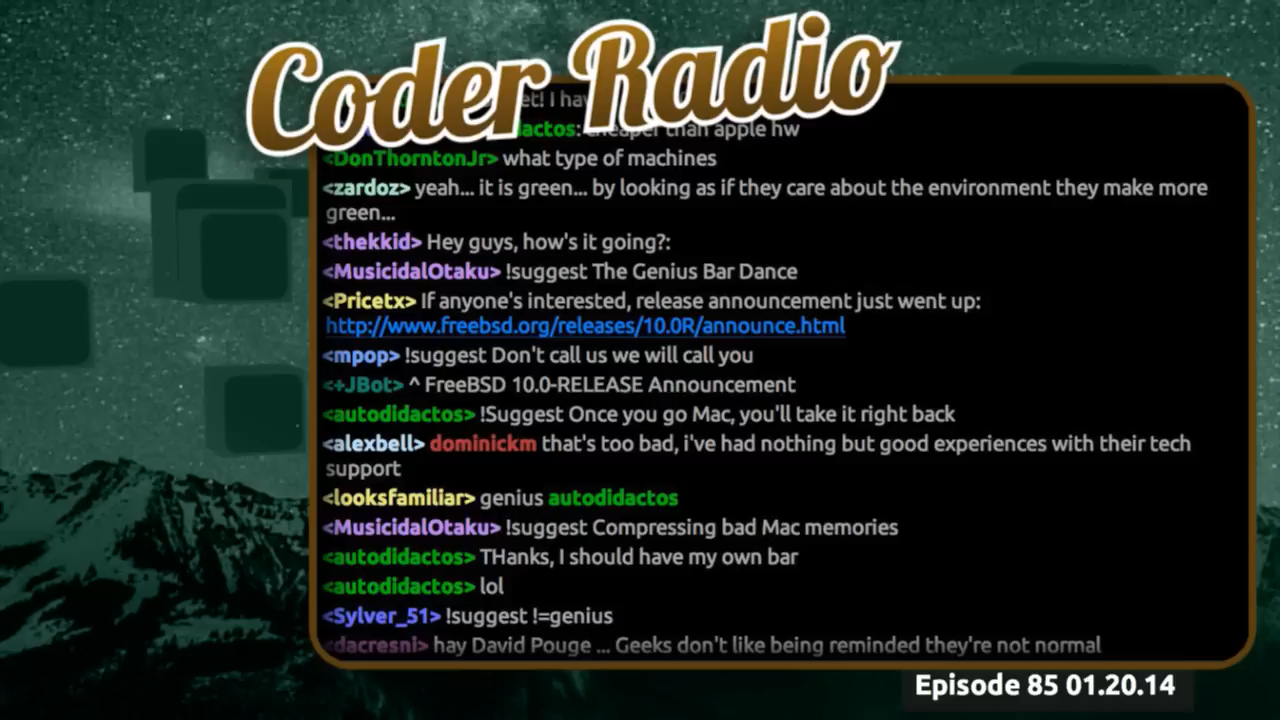 Coder Radio
et! I hav
dactos: cheaper than apple hw
<DonThorntonJr> what type of machines
<zardoz> yeah... it is green... by looking as if they care about the environment they make more
green...
<thekkid> Hey guys, how's it going?:
<MusicidalOtaku> !suggest The Genius Bar Dance
<Pricetx> If anyone's interested, release announcement just went up:
http://www.freebsd.org/releases/10.0R/announce.html
<mpop> !suggest Don't call us we will call you
<+JBot> ^ FreeBSD 10.0-RELEASE Announcement
<autodidactos> !Suggest Once you go Mac, you'll take it right back
<alexbell> dominickm that's too bad, i've had nothing but good experiences with their tech
support
<looksfamiliar> genius autodidactos
<MusicidalOtaku> !suggest Compressing bad Mac memories
<autodidactos> THanks, I should have my own bar
<autodidactos> lol
<Sylver_51> !suggest !=genius
<dacresni> hay David Pouge ... Geeks don't like being reminded they're not normal
Episode 85 01.20.14